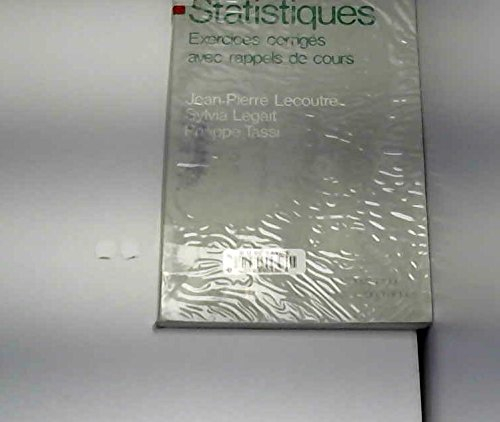 Statistiques
Exercices corrigés
avec rappels de cours
Jean-Pierre Lecoutre
Sylvia Legait
Philippe Tassi